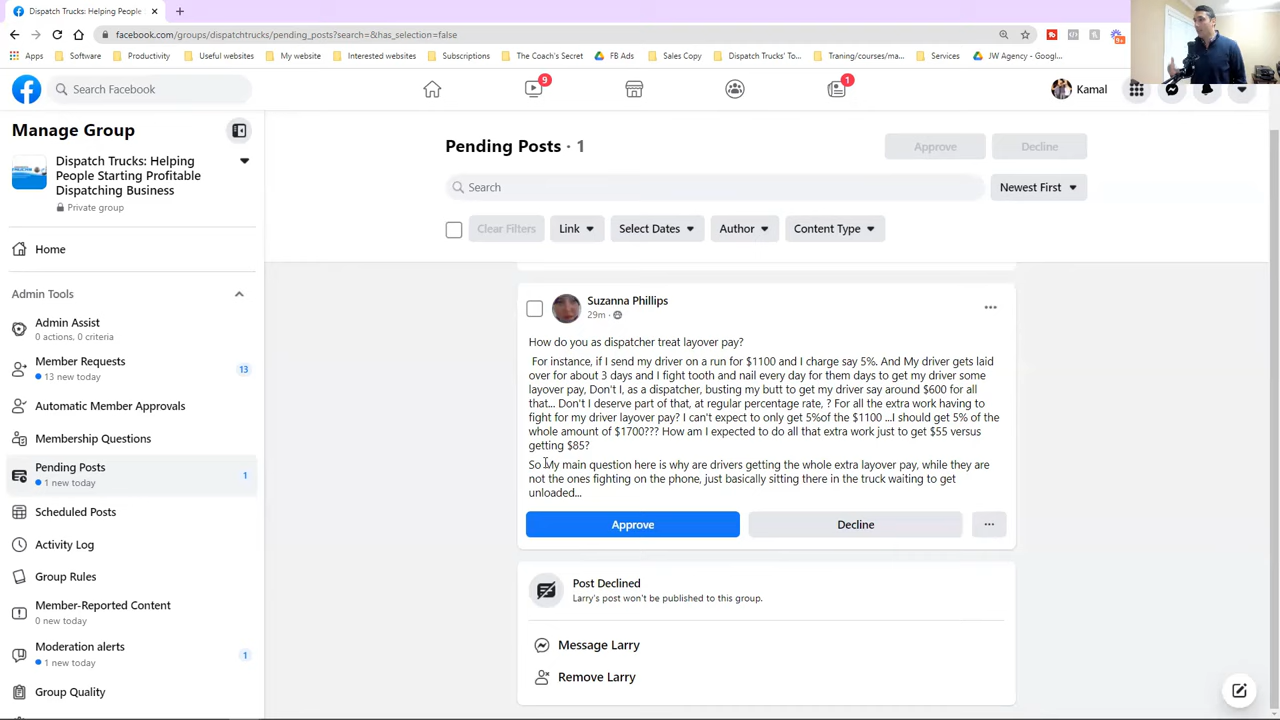 Dispatch Trucks: Helping People
facebook.com/groups/dispatchtrucks/pending_posts?search=&has_selection=false
9+
Apps Software Productivity Useful websites My website Interested websites Subscriptions The Coach's Secret FB Ads Sales Copy Dispatch Trucks' To... Traning/courses/ma... Services JW Agency - Googl...
Search Facebook
9
1
Kamal
Manage Group
Dispatch Trucks: Helping
People Starting Profitable
Dispatching Business
Private group
Home
Admin Tools
Admin Assist
0 actions, 0 criteria
Member Requests
13 new today
13
Automatic Member Approvals
Membership Questions
Pending Posts
1 new today
1
Scheduled Posts
Activity Log
Group Rules
Member-Reported Content
0 new today
Moderation alerts
1 new today
1
Group Quality
Pending Posts · 1
Approve Decline
Search
Newest First
Clear Filters Link Select Dates Author Content Type
Suzanna Phillips
29m
How do you as dispatcher treat layover pay?
For instance, if I send my driver on a run for $1100 and I charge say 5%. And My driver gets laid
over for about 3 days and I fight tooth and nail every day for them days to get my driver some
layover pay, Don't I, as a dispatcher, busting my butt to get my driver say around $600 for all
that... Don't I deserve part of that, at regular percentage rate, ? For all the extra work having to
fight for my driver layover pay? I can't expect to only get 5%of the $1100 ...I should get 5% of the
whole amount of $1700??? How am I expected to do all that extra work just to get $55 versus
getting $85?
So My main question here is why are drivers getting the whole extra layover pay, while they are
not the ones fighting on the phone, just basically sitting there in the truck waiting to get
unloaded...
Approve Decline
Post Declined
Larry's post won't be published to this group.
Message Larry
Remove Larry